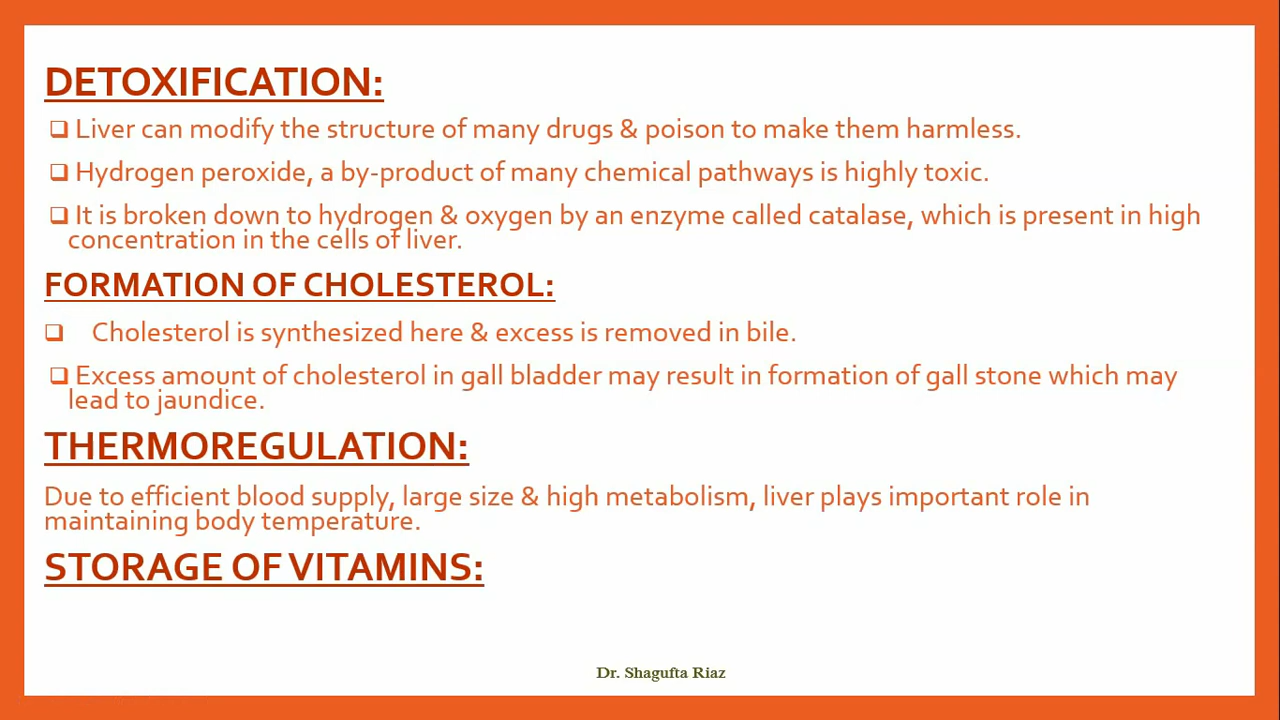 DETOXIFICATION:
❑ Liver can modify the structure of many drugs & poison to make them harmless.
❑ Hydrogen peroxide, a by-product of many chemical pathways is highly toxic.
❑ It is broken down to hydrogen & oxygen by an enzyme called catalase, which is present in high
concentration in the cells of liver.
FORMATION OF CHOLESTEROL:
❑ Cholesterol is synthesized here & excess is removed in bile.
❑ Excess amount of cholesterol in gall bladder may result in formation of gall stone which may
lead to jaundice.
THERMOREGULATION:
Due to efficient blood supply, large size & high metabolism, liver plays important role in
maintaining body temperature.
STORAGE OF VITAMINS:
Dr. Shagufta Riaz